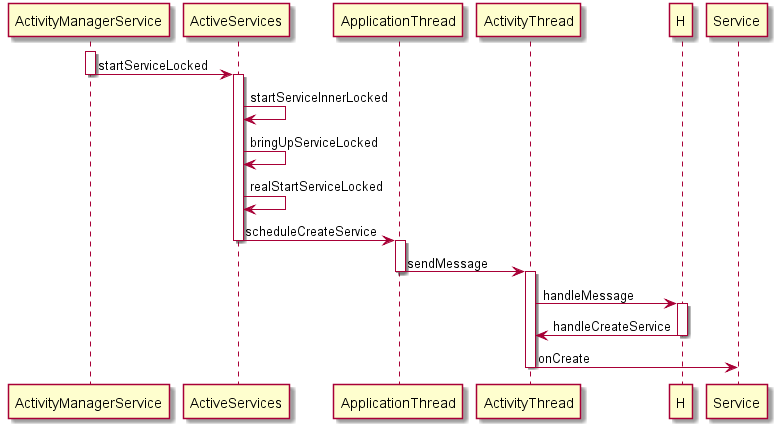 ActivityManagerService
ActiveServices
ApplicationThread
ActivityThread
H
Service
startServiceLocked
startServiceInnerLocked
bringUpServiceLocked
realStartServiceLocked
scheduleCreateService
sendMessage
handleMessage
handleCreateService
onCreate
ActivityManagerService
ActiveServices
ApplicationThread
ActivityThread
H
Service